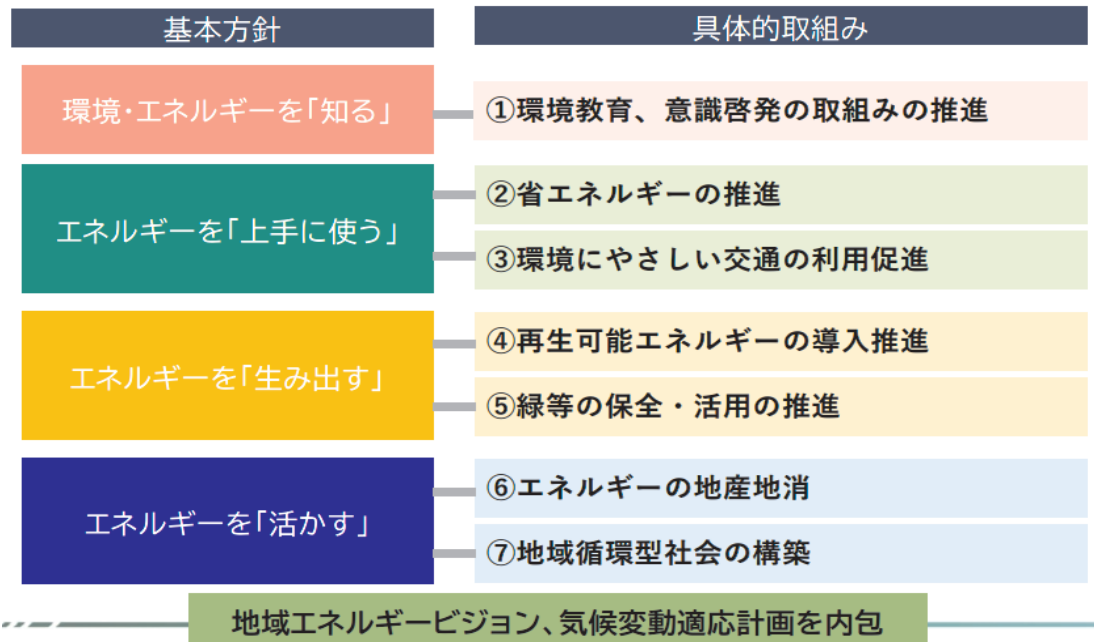 基本方針
具体的取組み
環境・エネルギーを「知る」
①環境教育、意識啓発の取組みの推進
エネルギーを「上手に使う」
②省エネルギーの推進
③環境にやさしい交通の利用促進
エネルギーを「生み出す」
④再生可能エネルギーの導入推進
⑤緑等の保全・活用の推進
エネルギーを「活かす」
⑥エネルギーの地産地消
⑦地域循環型社会の構築
地域エネルギービジョン、気候変動適応計画を内包